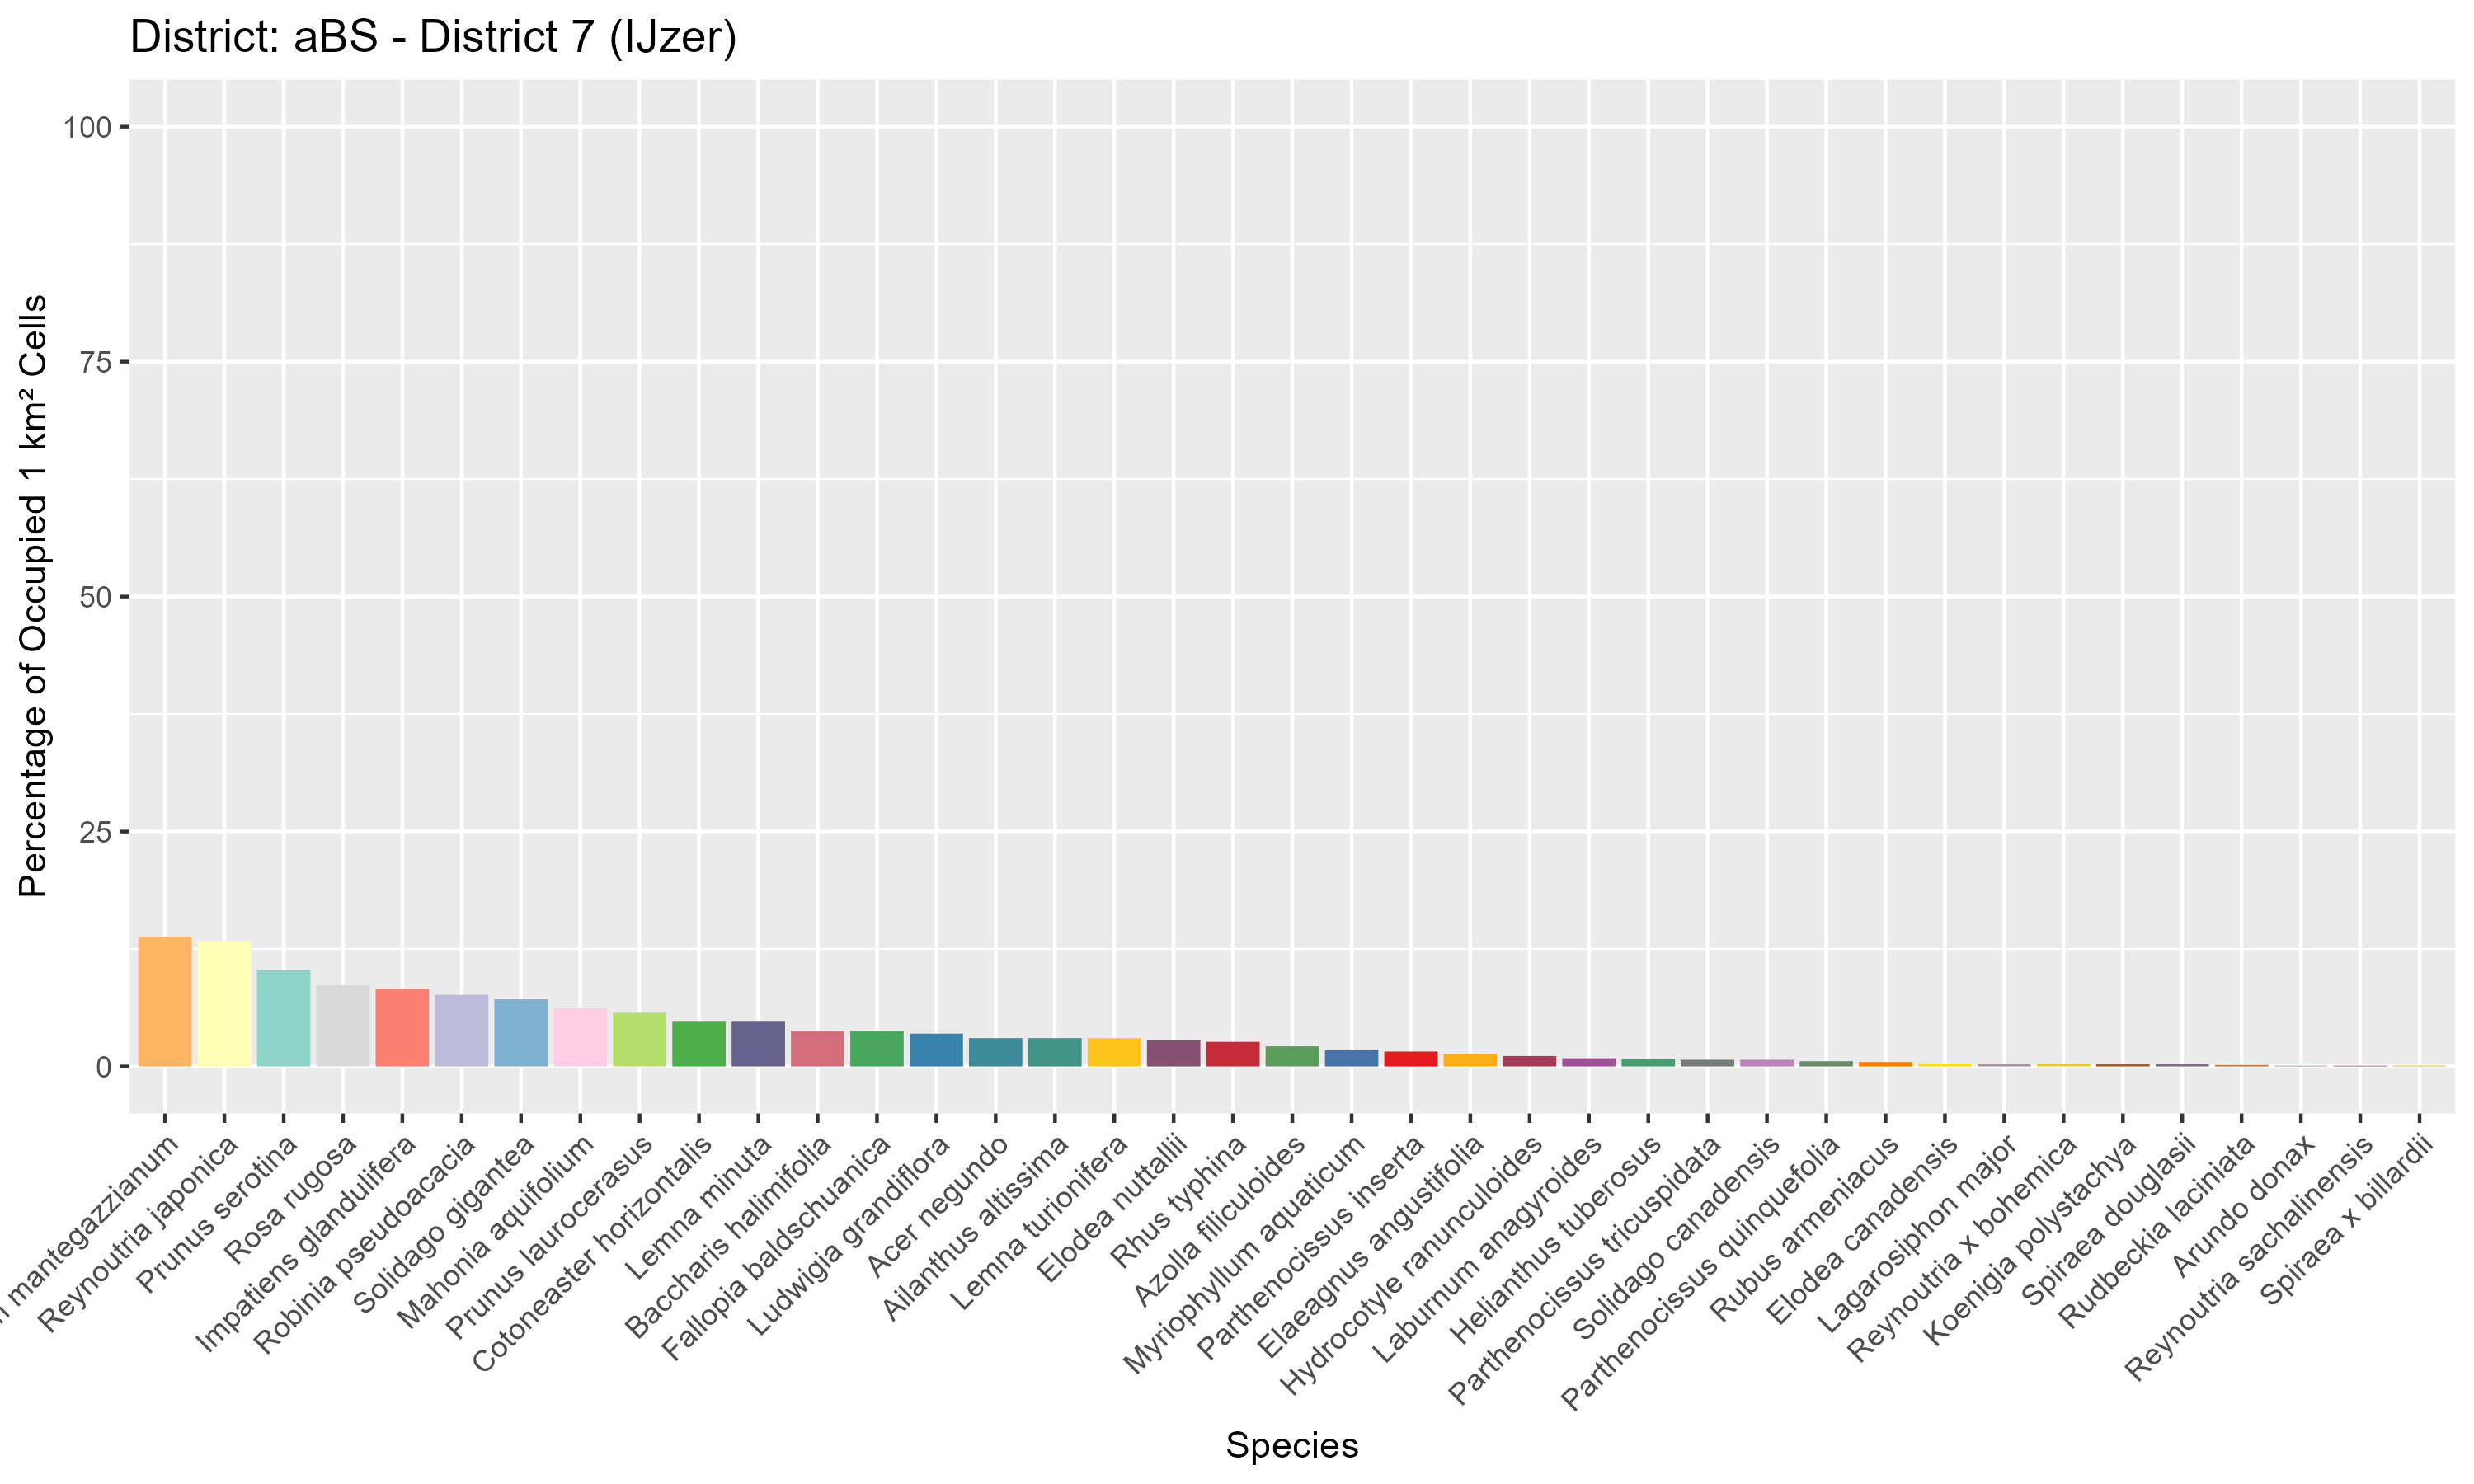 District: aBS - District 7 (IJzer)
Percentage of Occupied 1 km² Cells
100
75
50
25
0
mantegazzianum
Reynoutria japonica
Prunus serotina
Rosa rugosa
Impatiens glandulifera
Robinia pseudoacacia
Solidago gigantea
Mahonia aquifolium
Prunus laurocerasus
Cotoneaster horizontalis
Lemna minuta
Baccharis halimifolia
Fallopia baldschuanica
Ludwigia grandiflora
Acer negundo
Ailanthus altissima
Lemna turionifera
Elodea nuttallii
Rhus typhina
Azolla filiculoides
Myriophyllum aquaticum
Parthenocissus inserta
Elaeagnus angustifolia
Hydrocotyle ranunculoides
Laburnum anagyroides
Helianthus tuberosus
Parthenocissus tricuspidata
Solidago canadensis
Parthenocissus quinquefolia
Rubus armeniacus
Elodea canadensis
Lagarosiphon major
Reynoutria x bohemica
Koenigia polystachya
Spiraea douglasii
Rudbeckia laciniata
Arundo donax
Reynoutria sachalinensis
Spiraea x billardii
Species